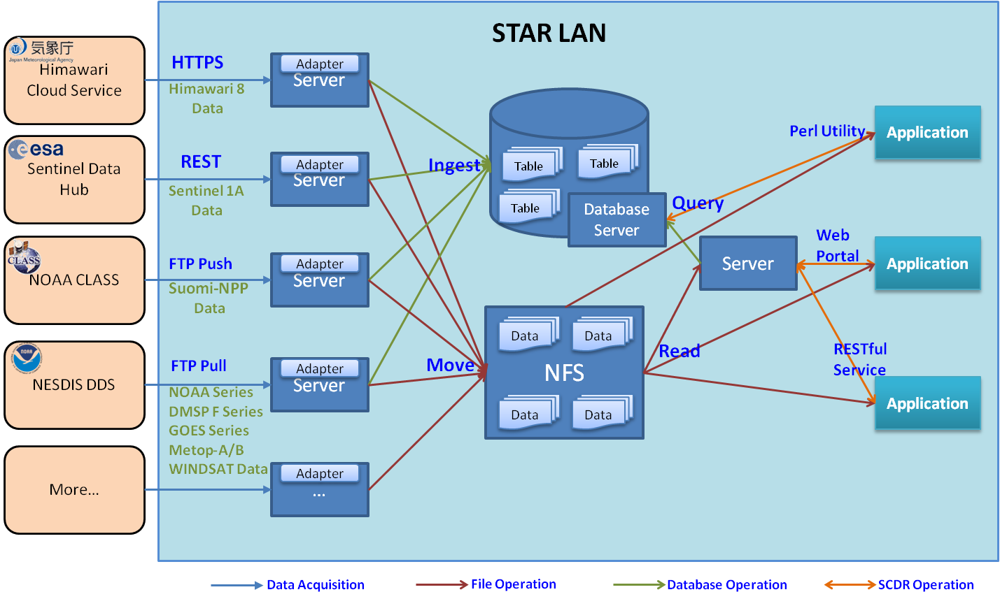 STAR LAN
気象庁
Japan Meteorological Agency
Himawari
Cloud Service
HTTPS
Himawari 8
Data
Adapter
Server
esa
Sentinel Data
Hub
REST
Sentinel 1A
Data
Adapter
Server
CLASS
NOAA CLASS
FTP Push
Suomi-NPP
Data
Adapter
Server
NOAA
NESDIS DDS
FTP Pull
NOAA Series
DMSP F Series
GOES Series
Metop-A/B
WINDSAT Data
Adapter
Server
More...
Adapter
...
Ingest
Table
Table
Table
Database
Server
Query
Move
Data
Data
NFS
Data
Data
Read
Server
Perl Utility
Application
Web
Portal
Application
RESTful
Service
Application
Data Acquisition
File Operation
Database Operation
SCDR Operation